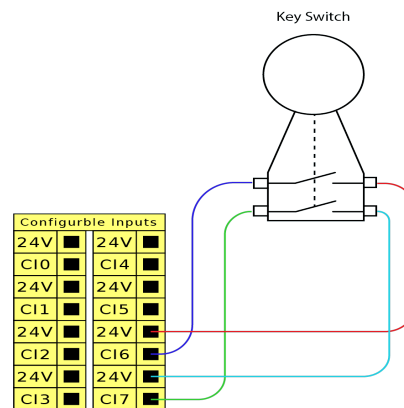 Key Switch
Configurble Inputs
24V 24V
CI0 CI4
24V 24V
CI1 CI5
24V 24V
CI2 CI6
24V 24V
CI3 CI7